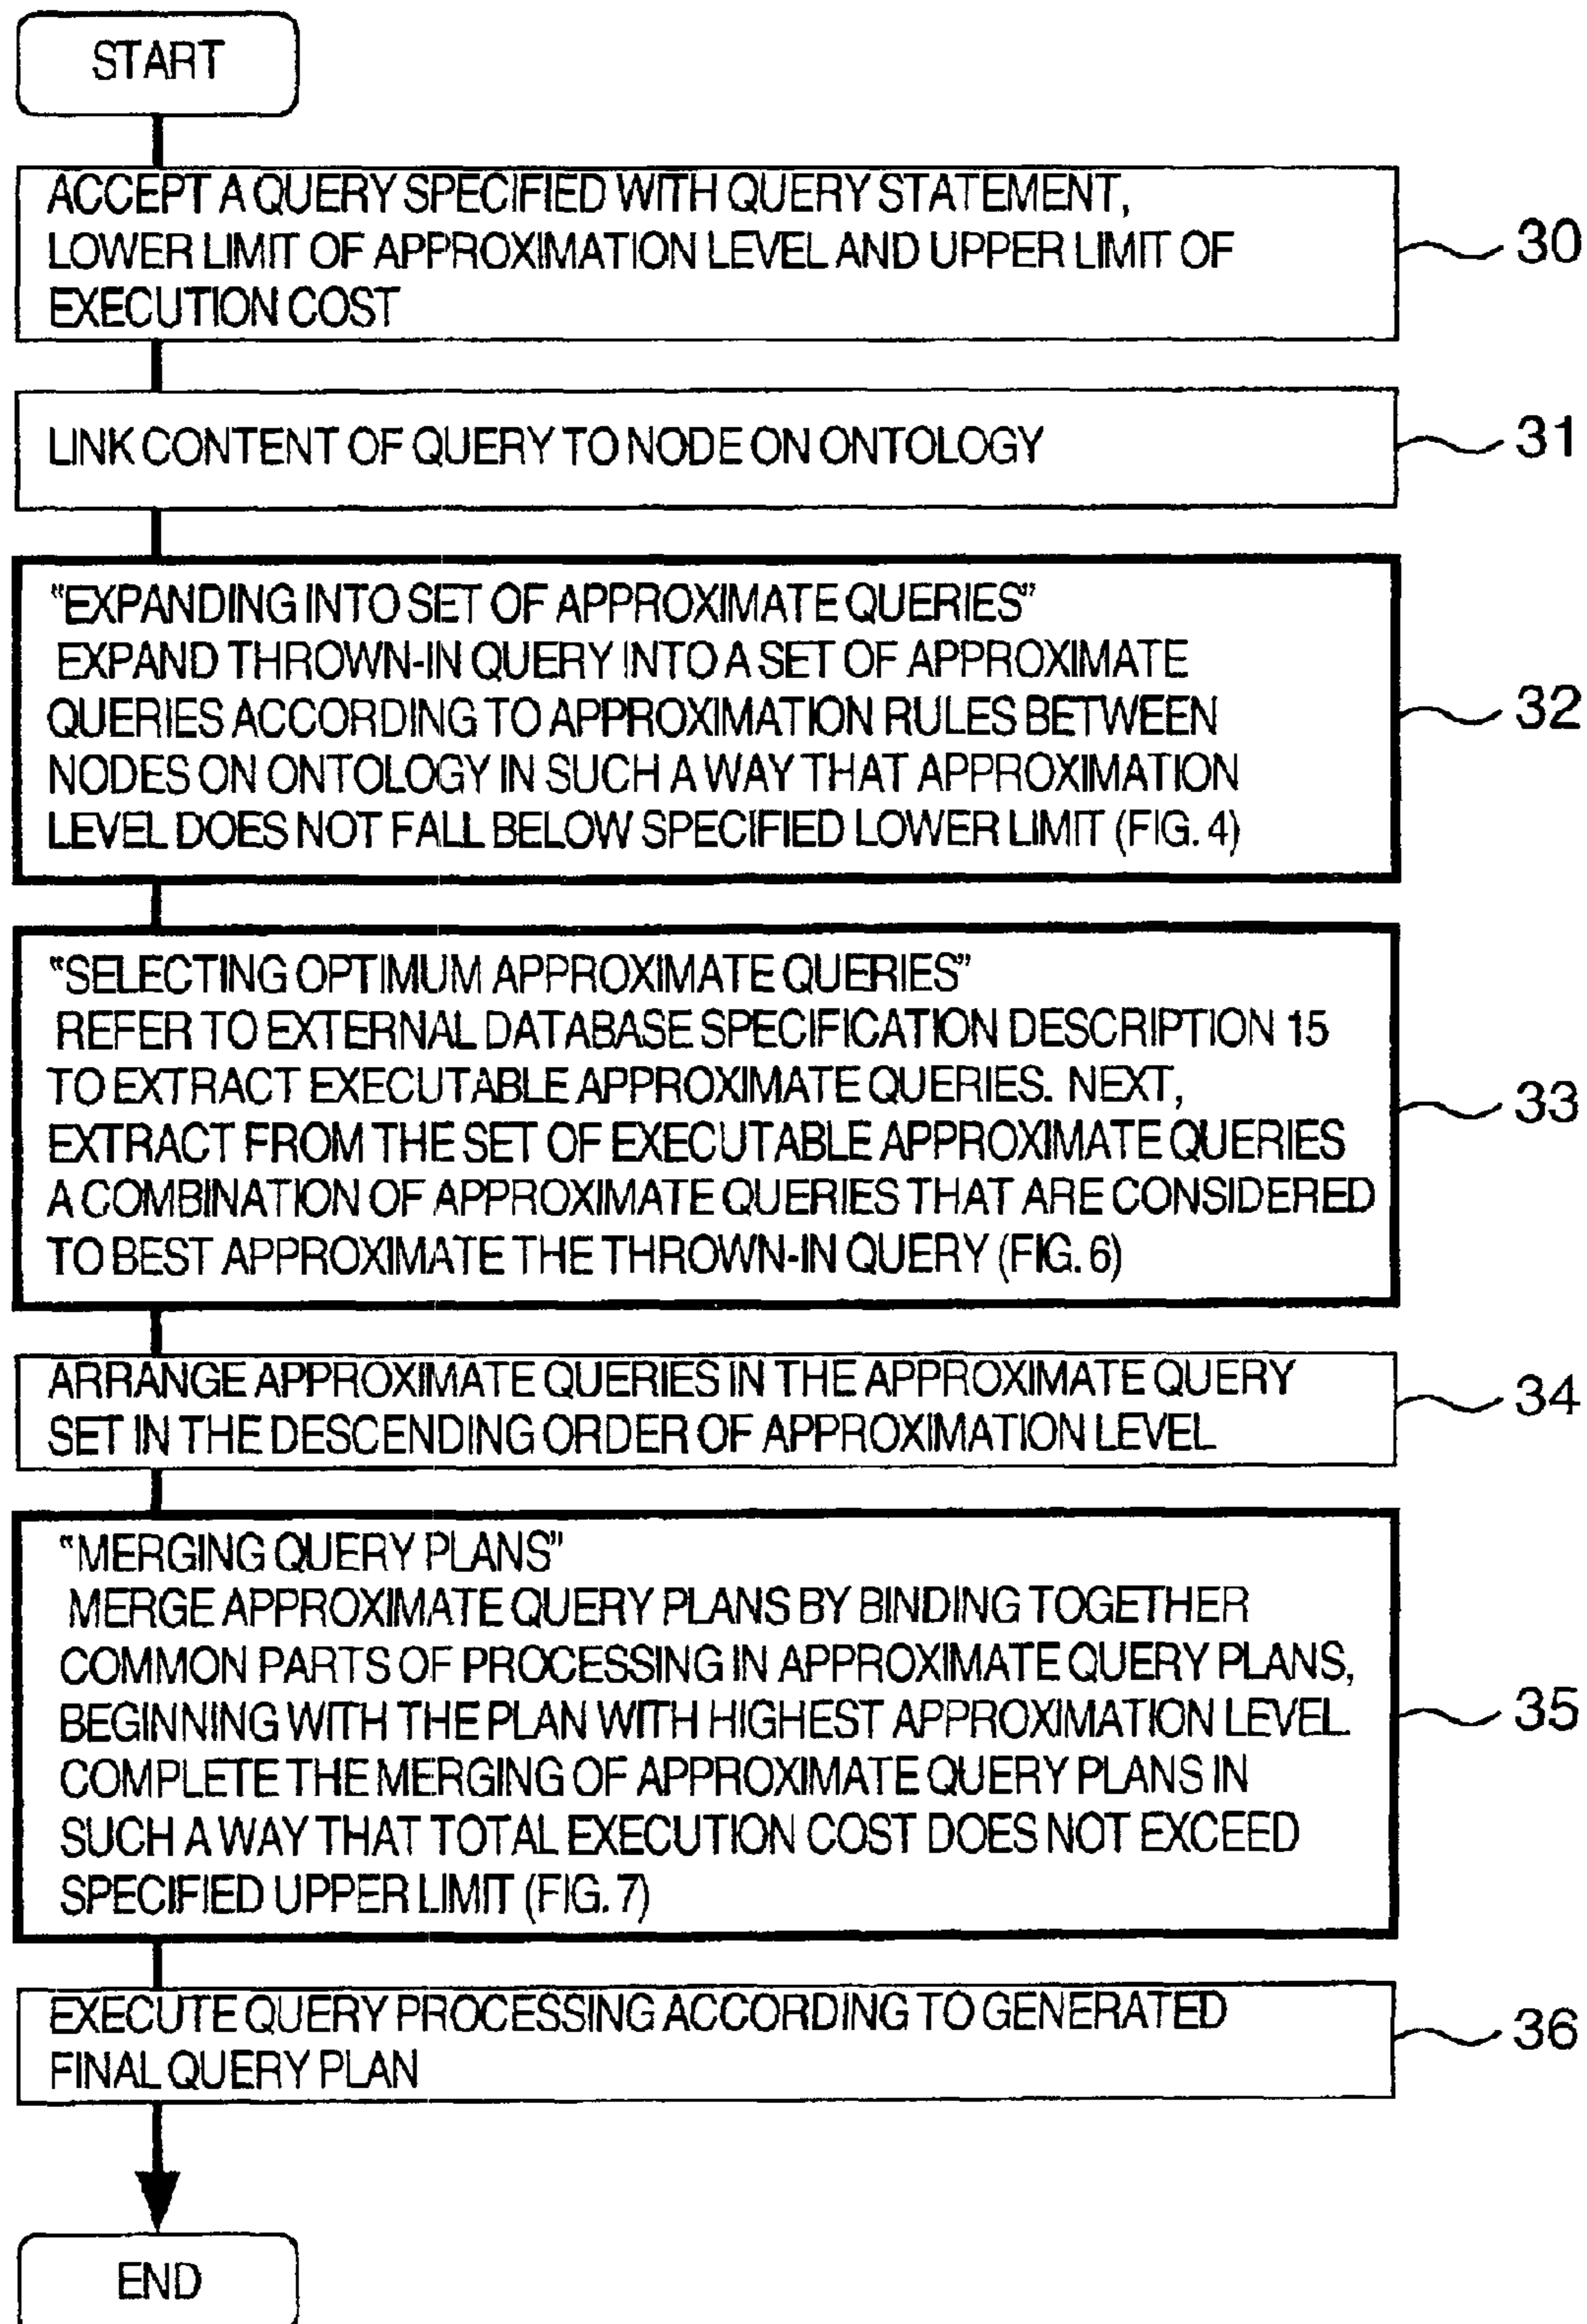 START
ACCEPT A QUERY SPECIFIED WITH QUERY STATEMENT,
LOWER LIMIT OF APPROXIMATION LEVEL AND UPPER LIMIT OF
EXECUTION COST
30
LINK CONTENT OF QUERY TO NODE ON ONTOLOGY
31
"EXPANDING INTO SET OF APPROXIMATE QUERIES"
EXPAND THROWN-IN QUERY INTO A SET OF APPROXIMATE
QUERIES ACCORDING TO APPROXIMATION RULES BETWEEN
NODES ON ONTOLOGY IN SUCH A WAY THAT APPROXIMATION
LEVEL DOES NOT FALL BELOW SPECIFIED LOWER LIMIT (FIG. 4)
32
"SELECTING OPTIMUM APPROXIMATE QUERIES"
REFER TO EXTERNAL DATABASE SPECIFICATION DESCRIPTION 15
TO EXTRACT EXECUTABLE APPROXIMATE QUERIES. NEXT,
EXTRACT FROM THE SET OF EXECUTABLE APPROXIMATE QUERIES
A COMBINATION OF APPROXIMATE QUERIES THAT ARE CONSIDERED
TO BEST APPROXIMATE THE THROWN-IN QUERY (FIG. 6)
33
ARRANGE APPROXIMATE QUERIES IN THE APPROXIMATE QUERY
SET IN THE DESCENDING ORDER OF APPROXIMATION LEVEL
34
"MERGING QUERY PLANS"
MERGE APPROXIMATE QUERY PLANS BY BINDING TOGETHER
COMMON PARTS OF PROCESSING IN APPROXIMATE QUERY PLANS,
BEGINNING WITH THE PLAN WITH HIGHEST APPROXIMATION LEVEL.
COMPLETE THE MERGING OF APPROXIMATE QUERY PLANS IN
SUCH A WAY THAT TOTAL EXECUTION COST DOES NOT EXCEED
SPECIFIED UPPER LIMIT (FIG. 7)
35
EXECUTE QUERY PROCESSING ACCORDING TO GENERATED
FINAL QUERY PLAN
36
END